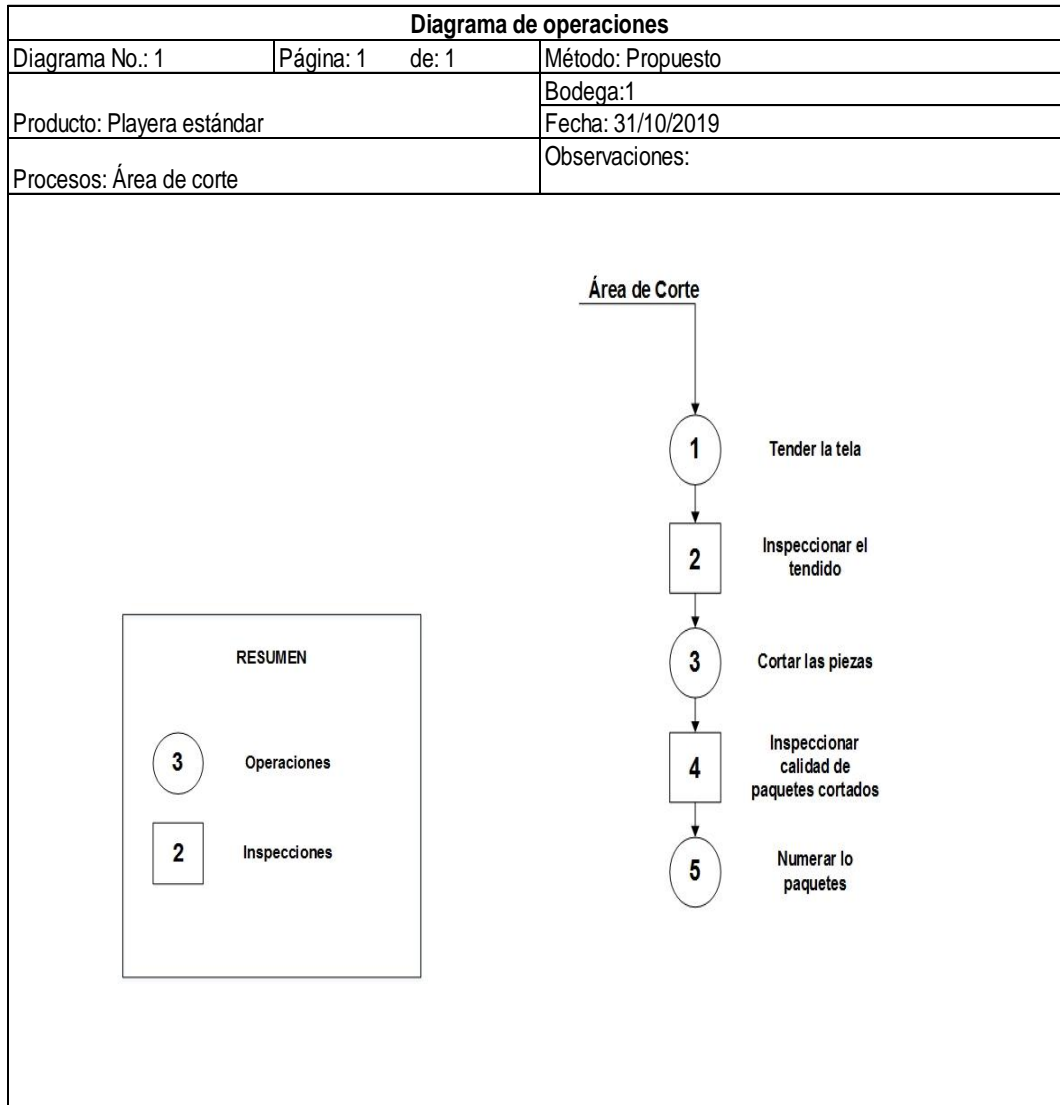 Diagrama de operaciones
Diagrama No.: 1
Página: 1 de: 1
Método: Propuesto
Producto: Playera estándar
Bodega:1
Fecha: 31/10/2019
Procesos: Área de corte
Observaciones:
Área de Corte
1
Tender la tela
2
Inspeccionar el
tendido
3
Cortar las piezas
4
Inspeccionar
calidad de
paquetes cortados
5
Numerar lo
paquetes
RESUMEN
3
Operaciones
2
Inspecciones